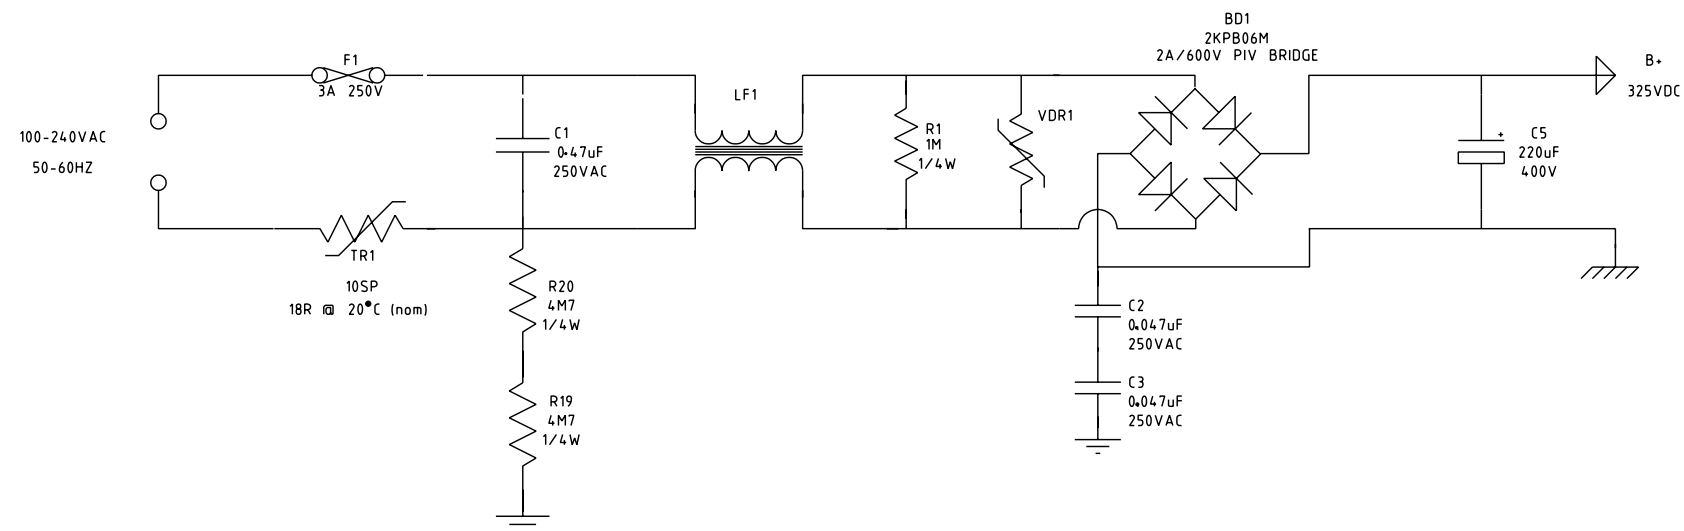 100-240VAC
50-60HZ
F1
3A 250V
TR1
10SP
18R @ 20°C (nom)
C1
0.47uF
250VAC
R20
4M7
1/4W
R19
4M7
1/4W
LF1
R1
1M
1/4W
VDR1
BD1
2KPB06M
2A/600V PIV BRIDGE
C2
0.047uF
250VAC
C3
0.047uF
250VAC
+
C5
220uF
400V
B+
325VDC